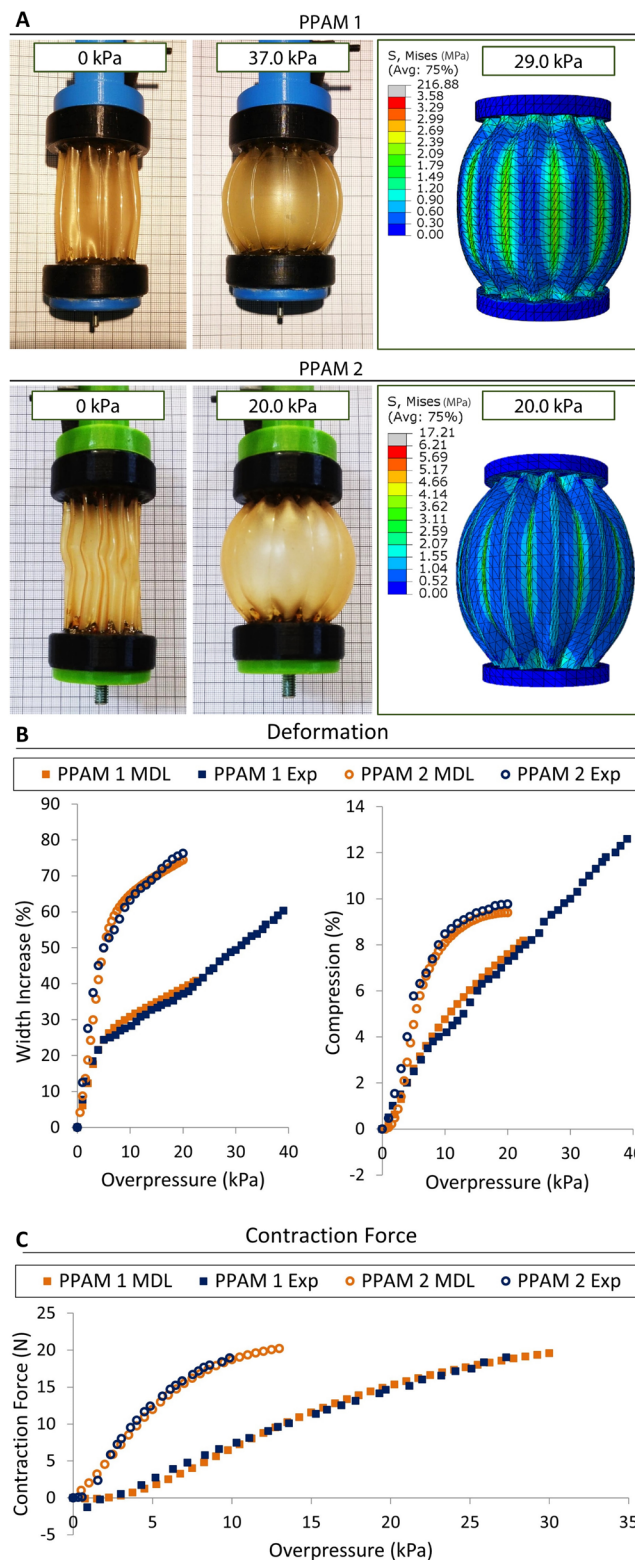 A
PPAM 1
0 kPa
37.0 kPa
S, Mises (MPa)
(Avg: 75%)
216.88
3.58
3.29
2.99
2.69
2.39
2.09
1.79
1.49
1.20
0.90
0.60
0.30
0.00
29.0 kPa
PPAM 2
0 kPa
20.0 kPa
S, Mises (MPa)
(Avg: 75%)
17.21
6.21
5.69
5.17
4.66
4.14
3.62
3.11
2.59
2.07
1.55
1.04
0.52
0.00
20.0 kPa
B
Deformation
PPAM 1 MDL PPAM 1 Exp PPAM 2 MDL PPAM 2 Exp
Width Increase (%)
90
80
70
60
50
40
30
20
10
0
0 10 20 30 40
Overpressure (kPa)
Compression (%)
14
12
10
8
6
4
2
0
-2
0 10 20 30 40
Overpressure (kPa)
C
Contraction Force
PPAM 1 MDL PPAM 1 Exp PPAM 2 MDL PPAM 2 Exp
Contraction Force (N)
25
20
15
10
5
0
-5
0 5 10 15 20 25 30 35
Overpressure (kPa)